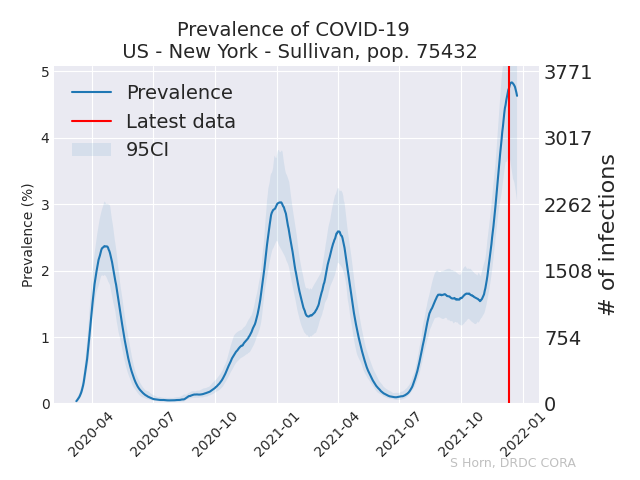 Prevalence of COVID-19
US - New York - Sullivan, pop. 75432
Prevalence
Latest data
95CI
Prevalence (%)
5
4
3
2
1
0
3771
3017
2262
1508
754
0
# of infections
2020-04
2020-07
2020-10
2021-01
2021-04
2021-07
2021-10
2022-01
S Horn, DRDC CORA